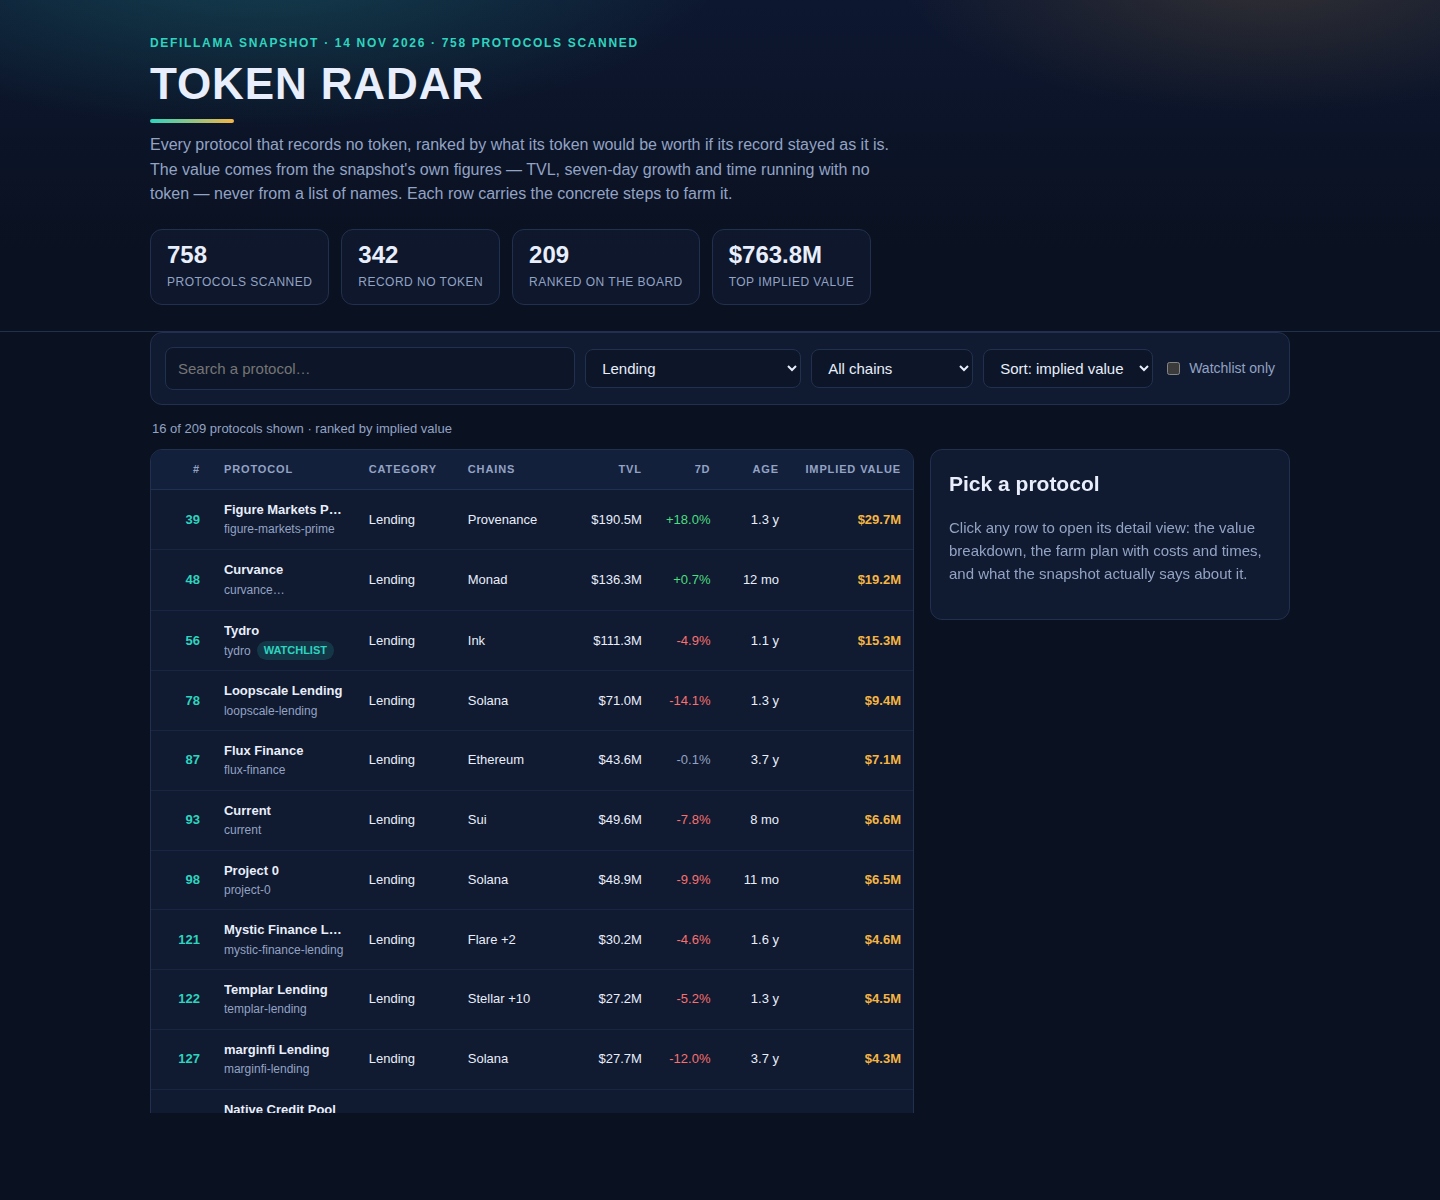 DEFILLAMA SNAPSHOT · 14 NOV 2026 · 758 PROTOCOLS SCANNED
TOKEN RADAR
Every protocol that records no token, ranked by what its token would be worth if its record stayed as it is.
The value comes from the snapshot's own figures — TVL, seven-day growth and time running with no
token — never from a list of names. Each row carries the concrete steps to farm it.
758 342 209 $763.8M
PROTOCOLS SCANNED RECORD NO TOKEN RANKED ON THE BOARD TOP IMPLIED VALUE
Search a protocol… Lending All chains Sort: implied value Watchlist only
16 of 209 protocols shown · ranked by implied value
# PROTOCOL CATEGORY CHAINS TVL 7D AGE IMPLIED VALUE
39 Figure Markets P… Lending Provenance $190.5M +18.0% 1.3 y $29.7M
figure-markets-prime
48 Curvance Lending Monad $136.3M +0.7% 12 mo $19.2M
curvance…
56 Tydro Lending Ink $111.3M -4.9% 1.1 y $15.3M
tydro WATCHLIST
78 Loopscale Lending Lending Solana $71.0M -14.1% 1.3 y $9.4M
loopscale-lending
87 Flux Finance Lending Ethereum $43.6M -0.1% 3.7 y $7.1M
flux-finance
93 Current Lending Sui $49.6M -7.8% 8 mo $6.6M
current
98 Project 0 Lending Solana $48.9M -9.9% 11 mo $6.5M
project-0
121 Mystic Finance L… Lending Flare +2 $30.2M -4.6% 1.6 y $4.6M
mystic-finance-lending
122 Templar Lending Lending Stellar +10 $27.2M -5.2% 1.3 y $4.5M
templar-lending
127 marginfi Lending Lending Solana $27.7M -12.0% 3.7 y $4.3M
marginfi-lending
Native Credit Pool
Pick a protocol
Click any row to open its detail view: the value
breakdown, the farm plan with costs and times,
and what the snapshot actually says about it.